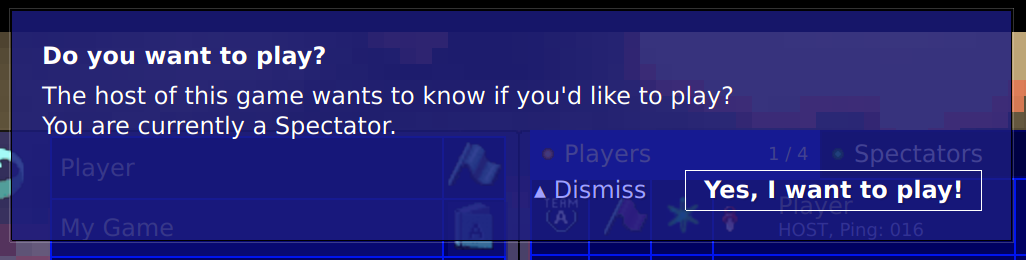 Do you want to play?
The host of this game wants to know if you'd like to play?
You are currently a Spectator.
Player
Players
1 / 4
Spectators
▴ Dismiss
Yes, I want to play!
TEAM
A
Player
My Game
A
HOST, Ping: 016